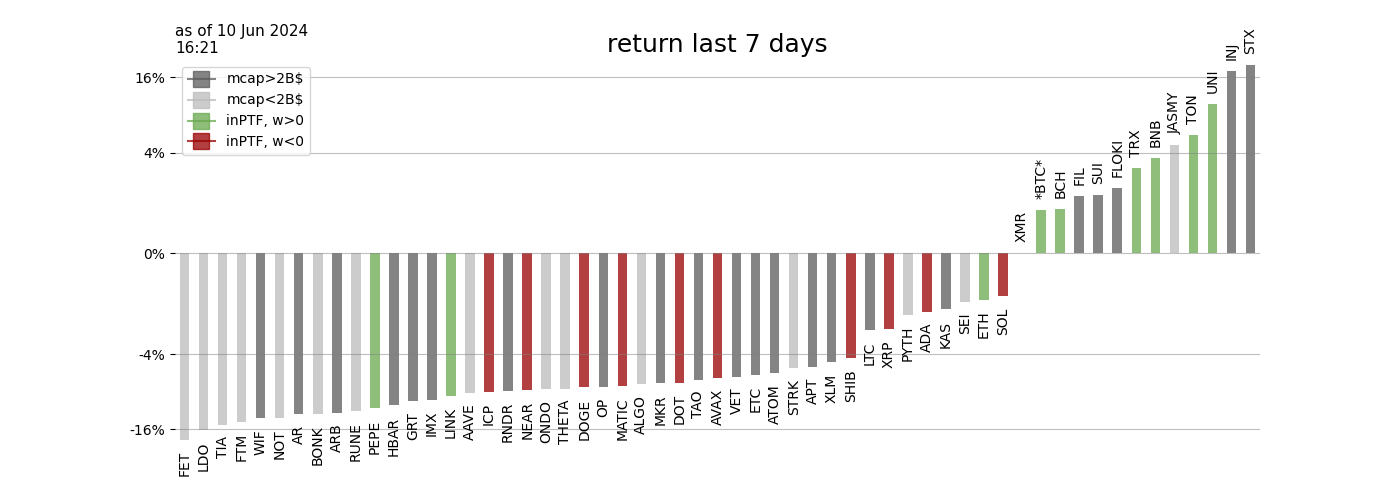 as of 10 Jun 2024
16:21
return last 7 days
mcap>2B$
mcap<2B$
inPTF, w>0
inPTF, w<0
16%
4%
0%
-4%
-16%
FET
LDO
TIA
FTM
WIF
NOT
AR
BONK
ARB
RUNE
PEPE
HBAR
GRT
IMX
LINK
AAVE
ICP
RNDR
NEAR
ONDO
THETA
DOGE
OP
MATIC
ALGO
MKR
DOT
TAO
AVAX
VET
ETC
ATOM
STRK
APT
XLM
SHIB
LTC
XRP
PYTH
ADA
KAS
SEI
ETH
SOL
XMR
*BTC*
BCH
FIL
SUI
FLOKI
TRX
BNB
JASMY
TON
UNI
INJ
STX